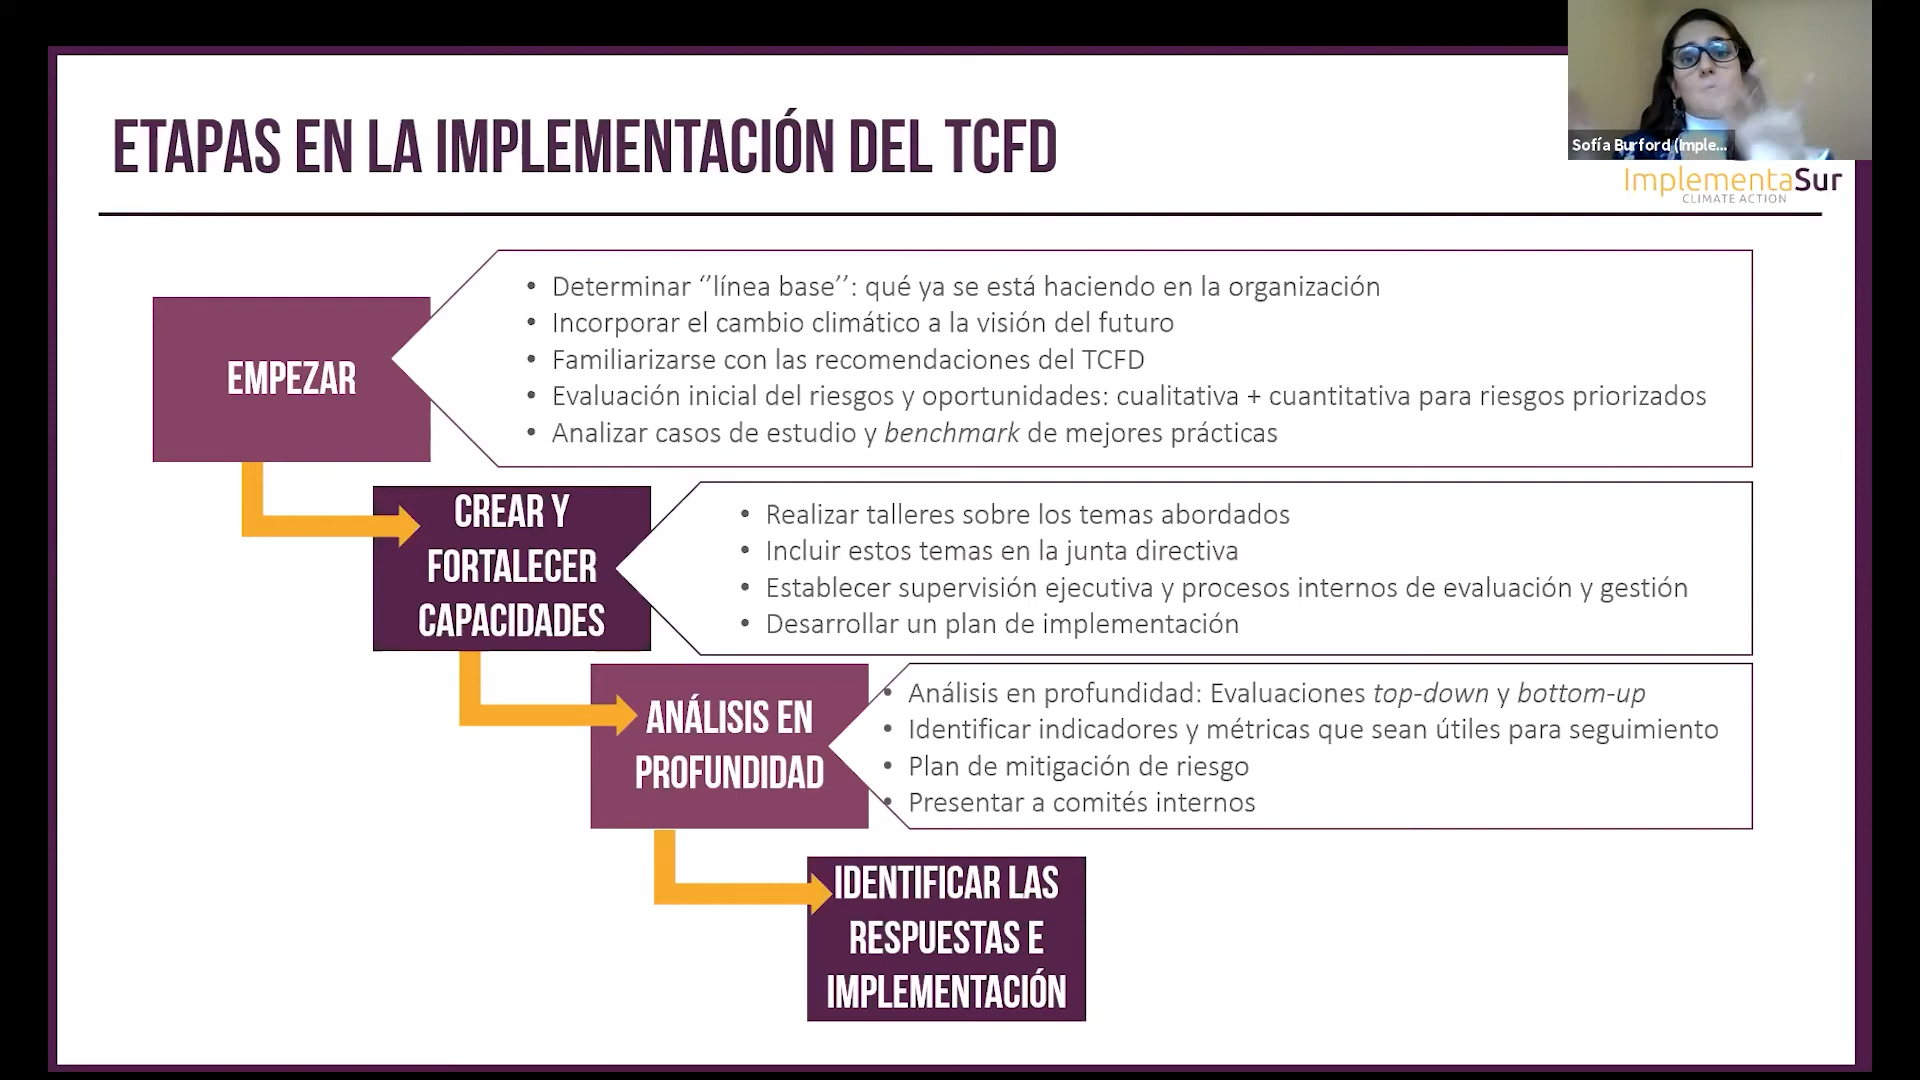 Sofía Burford (Imple...
ETAPAS EN LA IMPLEMENTACIÓN DEL TCFD
ImplementaSur
CLIMATE ACTION
EMPEZAR
• Determinar ‘’línea base’’: qué ya se está haciendo en la organización
• Incorporar el cambio climático a la visión del futuro
• Familiarizarse con las recomendaciones del TCFD
• Evaluación inicial del riesgos y oportunidades: cualitativa + cuantitativa para riesgos priorizados
• Analizar casos de estudio y benchmark de mejores prácticas
CREAR Y
FORTALECER
CAPACIDADES
• Realizar talleres sobre los temas abordados
• Incluir estos temas en la junta directiva
• Establecer supervisión ejecutiva y procesos internos de evaluación y gestión
• Desarrollar un plan de implementación
ANÁLISIS EN
PROFUNDIDAD
• Análisis en profundidad: Evaluaciones top-down y bottom-up
• Identificar indicadores y métricas que sean útiles para seguimiento
• Plan de mitigación de riesgo
• Presentar a comités internos
IDENTIFICAR LAS
RESPUESTAS E
IMPLEMENTACIÓN